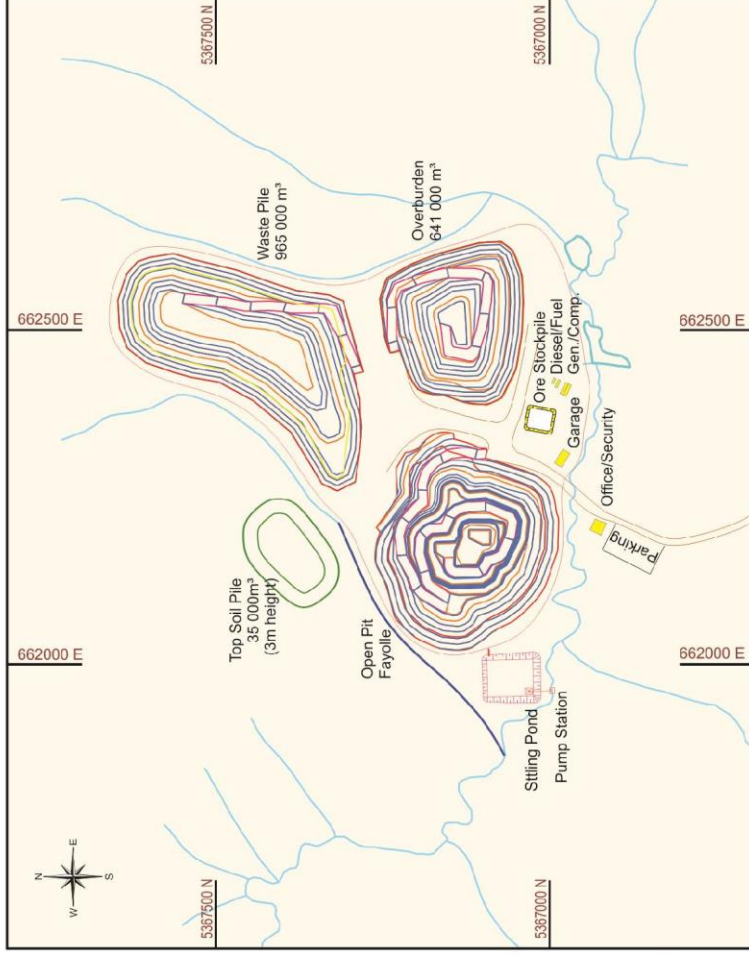 N
W
E
S
5367500 N
5367000 N
662500 E
662500 E
662000 E
662000 E
5367500 N
5367000 N
Waste Pile
965 000 m³
Overburden
641 000 m³
Top Soil Pile
35 000m³
(3m height)
Open Pit
Fayolle
Ore Stockpile
Diesel/Fuel
Gen./Comp.
Garage
Office/Security
Parking
Sttling Pond
Pump Station